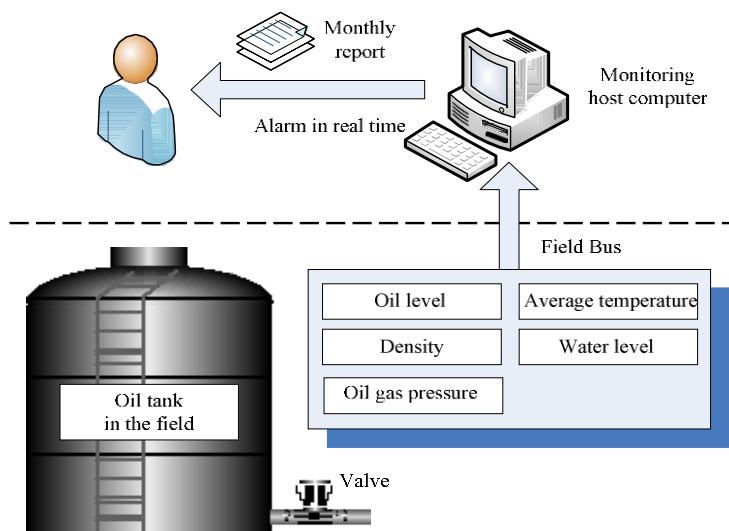 Monthly
report
Monitoring
host computer
Alarm in real time
Field Bus
Oil level
Average temperature
Density
Water level
Oil gas pressure
Oil tank
in the field
Valve